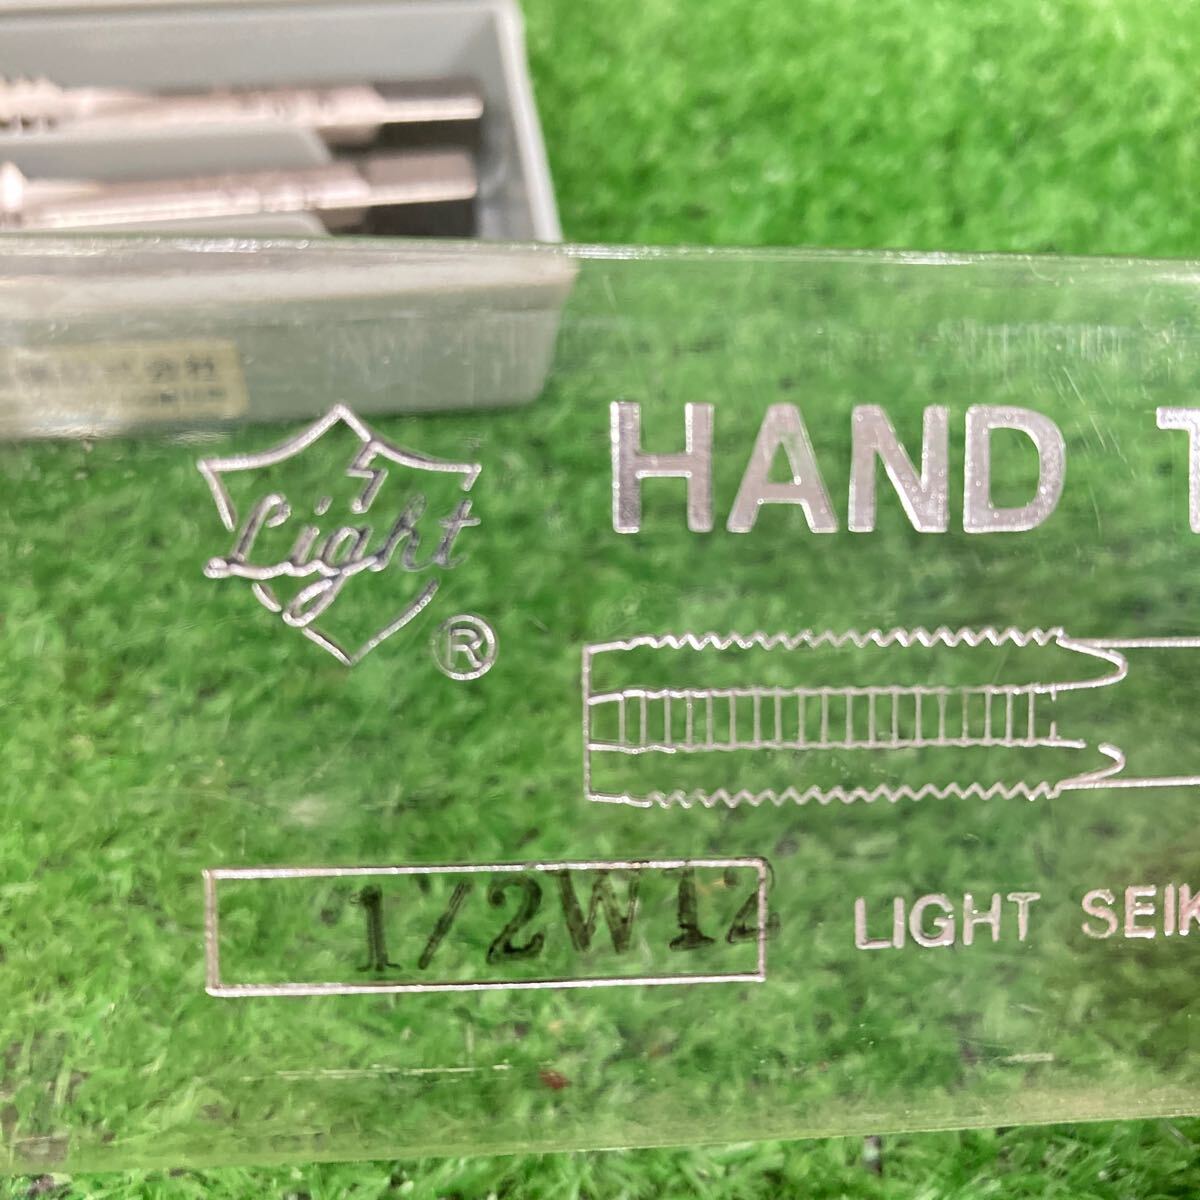 Light
®
HAND T
1/2W12
LIGHT SEIK